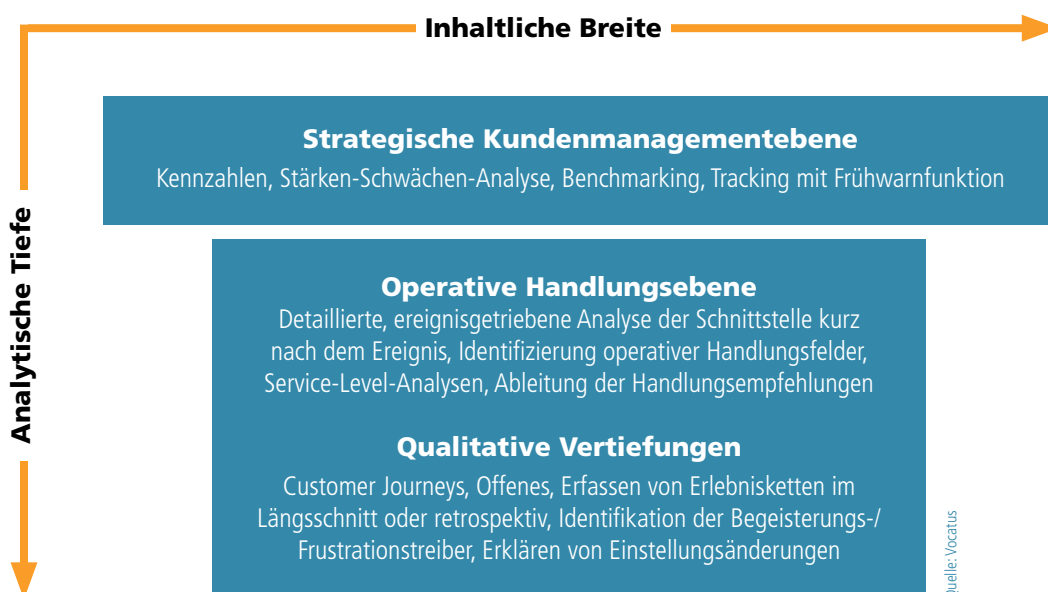 Inhaltliche Breite
Analytische Tiefe
Strategische Kundenmanagementebene
Kennzahlen, Stärken-Schwächen-Analyse, Benchmarking, Tracking mit Frühwarnfunktion
Operative Handlungsebene
Detaillierte, ereignisgetriebene Analyse der Schnittstelle kurz
nach dem Ereignis, Identifizierung operativer Handlungsfelder,
Service-Level-Analysen, Ableitung der Handlungsempfehlungen
Qualitative Vertiefungen
Customer Journeys, Offenes, Erfassen von Erlebnisketten im
Längsschnitt oder retrospektiv, Identifikation der Begeisterungs-/
Frustrationstreiber, Erklären von Einstellungsänderungen
Quelle: Vocatus